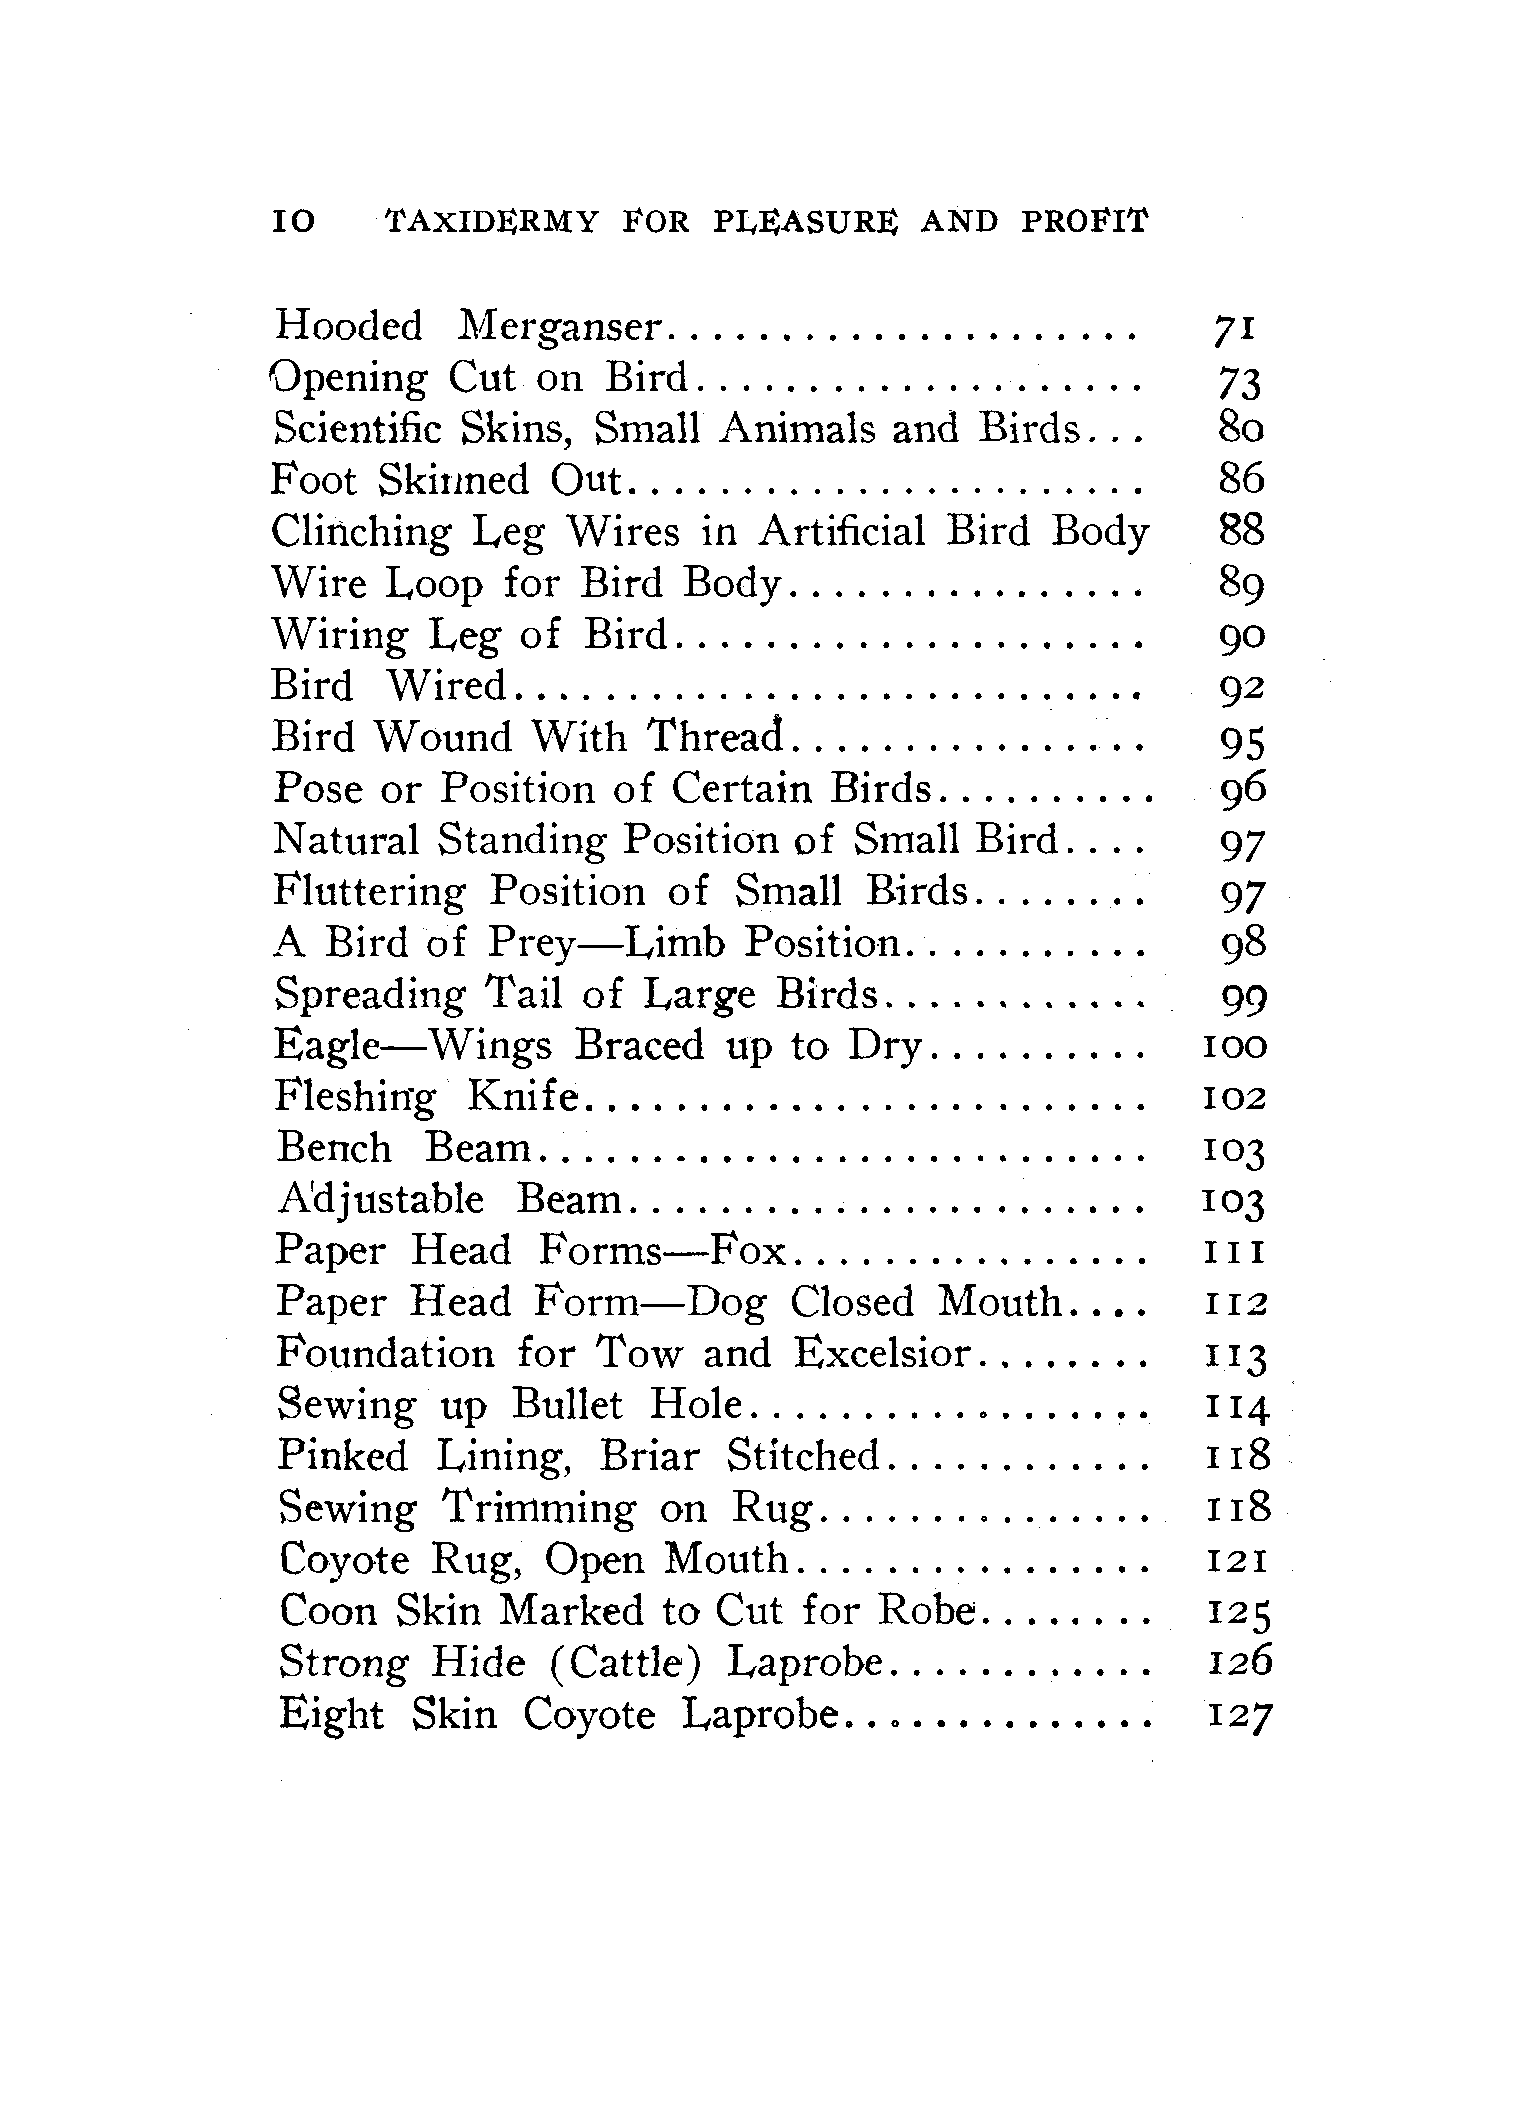 10 TAXIDERMY FOR PLEASURE AND PROFIT
Hooded Merganser..................... 71
Opening Cut on Bird.................... 73
Scientific Skins, Small Animals and Birds... 80
Foot Skinned Out....................... 86
Clinching Leg Wires in Artificial Bird Body 88
Wire Loop for Bird Body................ 89
Wiring Leg of Bird..................... 90
Bird Wired............................ 92
Bird Wound With Thread................ 95
Pose or Position of Certain Birds.......... 96
Natural Standing Position of Small Bird.... 97
Fluttering Position of Small Birds........ 97
A Bird of Prey—Limb Position........... 98
Spreading Tail of Large Birds............ 99
Eagle—Wings Braced up to Dry.......... 100
Fleshing Knife......................... 102
Bench Beam........................... 103
Adjustable Beam....................... 103
Paper Head Forms—Fox................ 111
Paper Head Form—Dog Closed Mouth.... 112
Foundation for Tow and Excelsior........ 113
Sewing up Bullet Hole.................. 114
Pinked Lining, Briar Stitched............ 118
Sewing Trimming on Rug............... 118
Coyote Rug, Open Mouth................ 121
Coon Skin Marked to Cut for Robe........ 125
Strong Hide (Cattle) Laprobe............ 126
Eight Skin Coyote Laprobe.............. 127